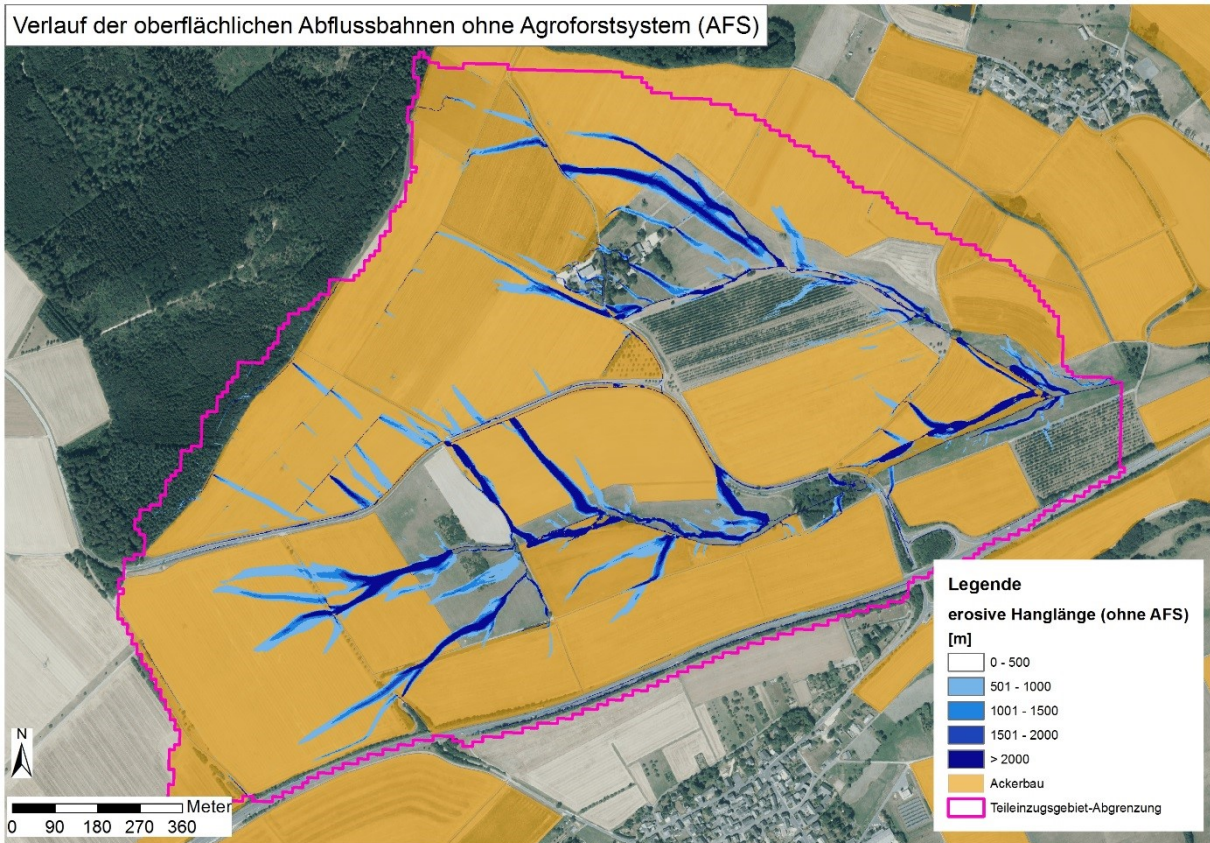 Verlauf der oberflächlichen Abflussbahnen ohne Agroforstsystem (AFS)
N
Meter
0 90 180 270 360
Legende
erosive Hanglänge (ohne AFS)
[m]
0 - 500
501 - 1000
1001 - 1500
1501 - 2000
> 2000
Ackerbau
Teileinzugsgebiet-Abgrenzung